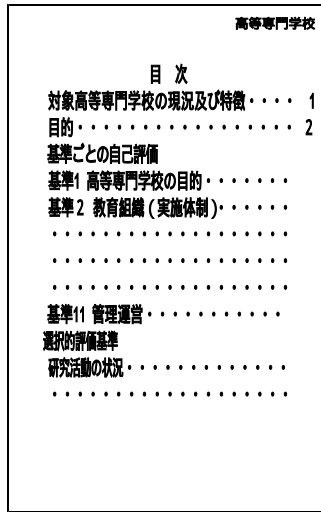 高等専門学校
目 次
対象高等専門学校の現況及び特徴・・・・ 1
目的・・・・・・・・・・・・・・・・ 2
基準ごとの自己評価
基準1 高等専門学校の目的・・・・・・・
基準2 教育組織(実施体制)・・・・・・
・・・・・・・・・・・・・・・・・・
・・・・・・・・・・・・・・・・・・
・・・・・・・・・・・・・・・・・・
基準11 管理運営・・・・・・・・・・・
選択的評価基準
研究活動の状況・・・・・・・・・・・・・
・・・・・・・・・・・・・・・・・・